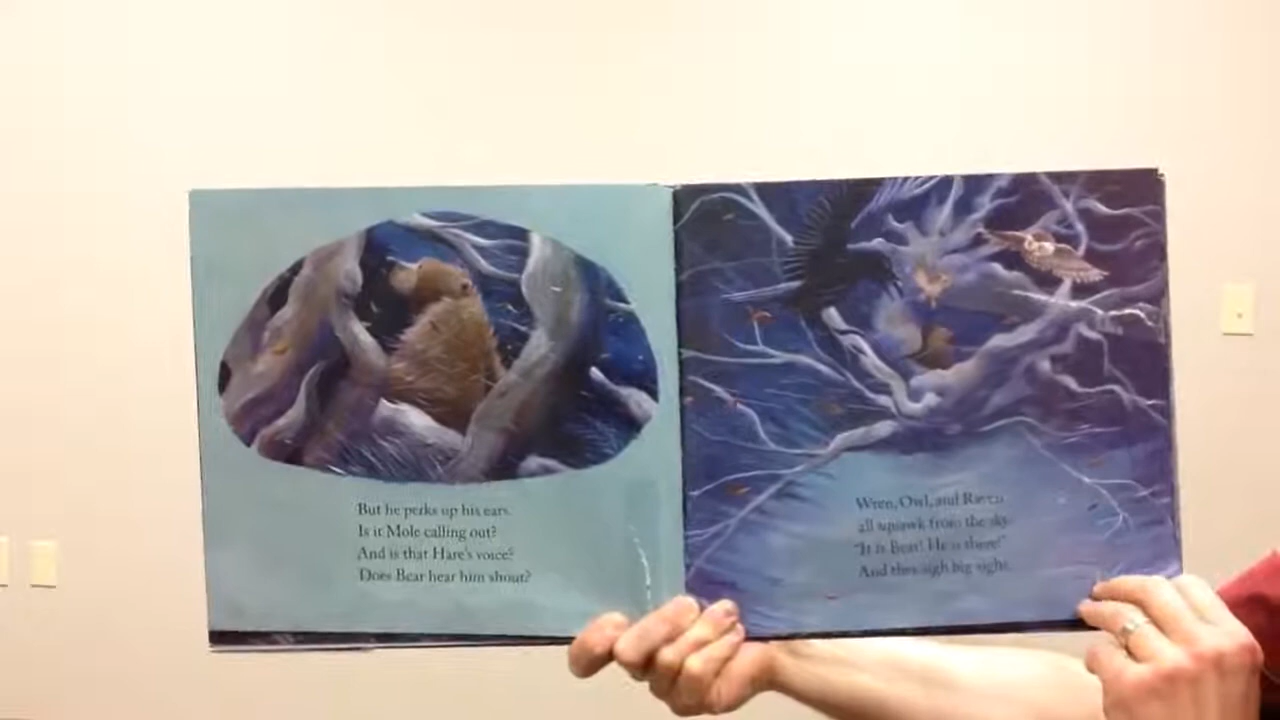 But he perks up his ears.
Is it Mole calling out?
And is that Hare's voice?
Does Bear hear him shout?
Wren, Owl, and Raven
all squawk from the sky.
"It is Bear! He is there!"
And they sigh big sighs.